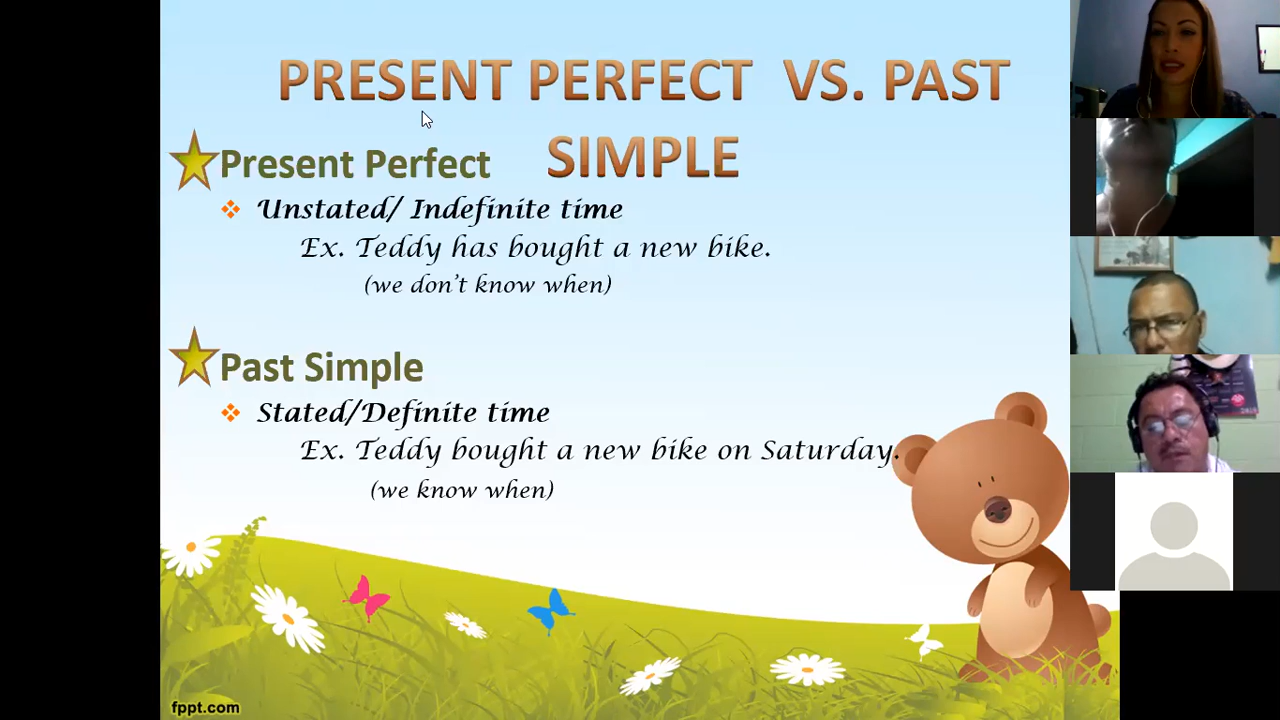 PRESENT PERFECT VS. PAST
SIMPLE
Present Perfect
Unstated/ Indefinite time
Ex. Teddy has bought a new bike.
(we don't know when)
Past Simple
Stated/Definite time
Ex. Teddy bought a new bike on Saturday.
(we know when)
fppt.com